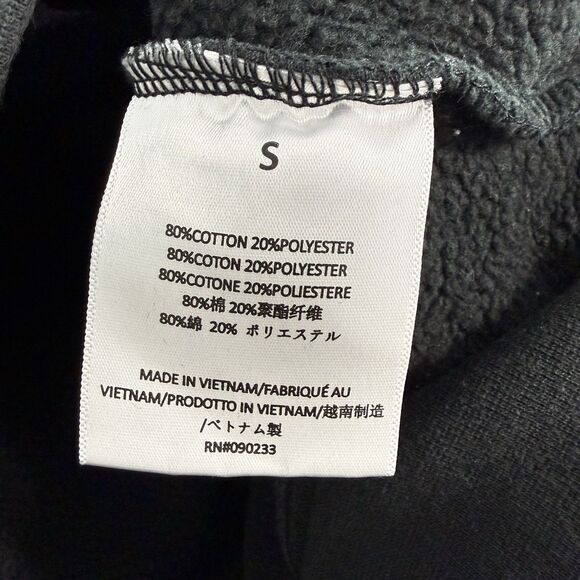 S
80%COTTON 20%POLYESTER
80%COTON 20%POLYESTER
80%COTONE 20%POLIESTERE
80%棉 20%聚酯纤维
80%綿 20% ポリエステル
MADE IN VIETNAM/FABRIQUÉ AU
VIETNAM/PRODOTTO IN VIETNAM/越南制造
/ベトナム製
RN#090233